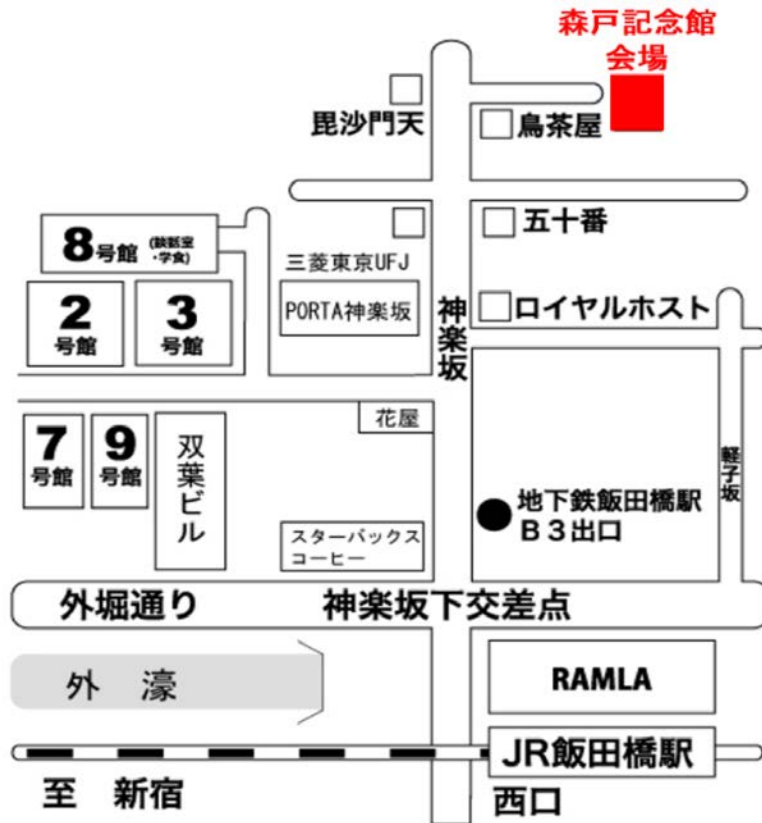 森戸記念館
会場
毘沙門天
鳥茶屋
五十番
8号館
(談話室
・学食)
三菱東京UFJ
2
号館
3
号館
PORTA神楽坂
神楽坂
ロイヤルホスト
花屋
7
号館
9
号館
双葉ビル
軽子坂
地下鉄飯田橋駅
B3出口
スターバックス
コーヒー
外堀通り
神楽坂下交差点
外 濠
RAMLA
JR飯田橋駅
至 新宿
西口